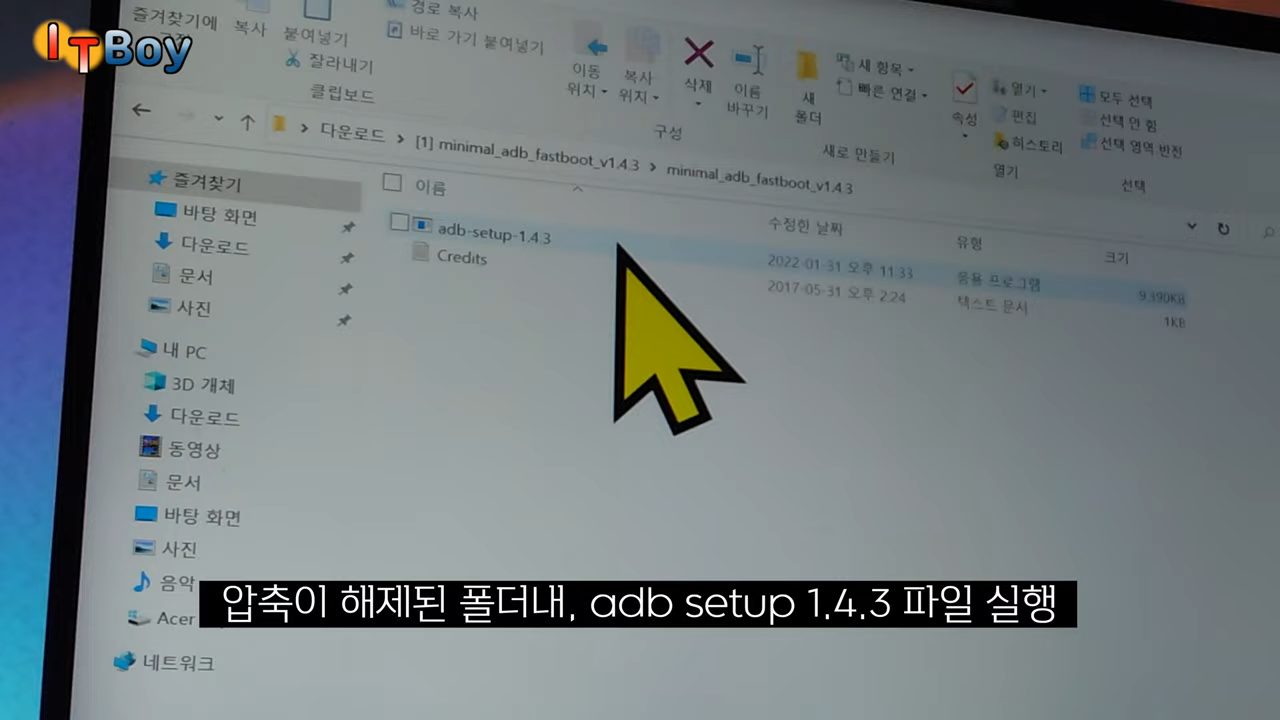 ITBoy
즐겨찾기에
복사
붙여넣기
경로 복사
바로 가기 붙여넣기
잘라내기
클립보드
이동
위치
복사
위치
삭제
이름
바꾸기
구성
새
폴더
새 항목
빠른 연결
새로 만들기
속성
열기
편집
히스토리
열기
모두 선택
선택 안 함
선택 영역 반전
선택
다운로드 > [1] minimal_adb_fastboot_v1.4.3 > minimal_adb_fastboot_v1.4.3
이름
수정한 날짜
유형
크기
adb-setup-1.4.3
2022-01-31 오후 11:33
응용 프로그램
9,390KB
Credits
2017-05-31 오후 2:24
텍스트 문서
1KB
즐겨찾기
바탕 화면
다운로드
문서
사진
내 PC
3D 개체
다운로드
동영상
문서
바탕 화면
사진
음악
Acer
네트워크
압축이 해제된 폴더내, adb setup 1.4.3 파일 실행